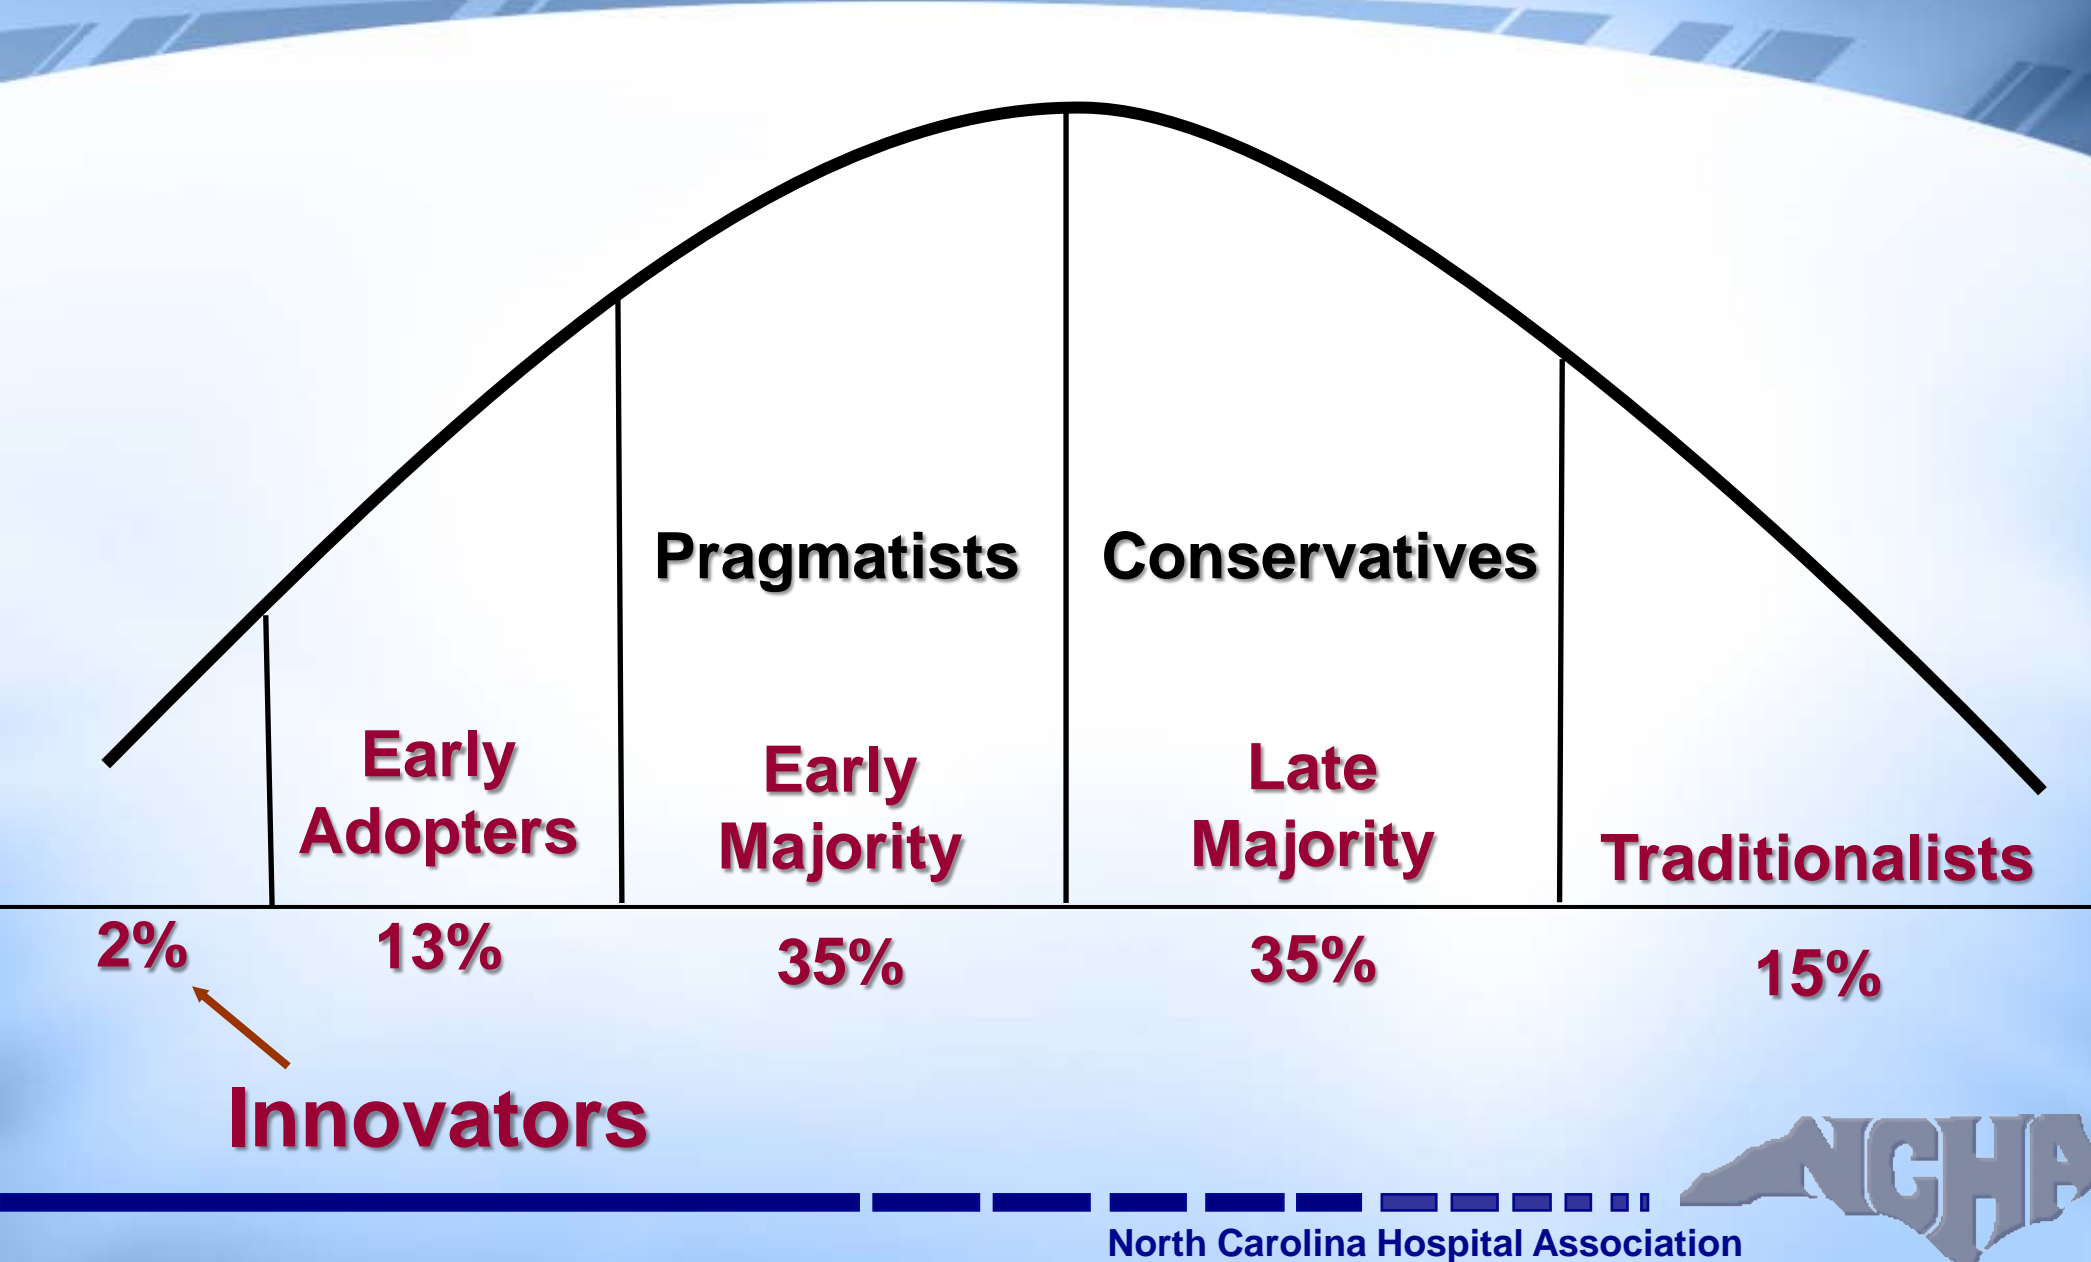 Pragmatists
Conservatives
Early
Adopters
Early
Majority
Late
Majority
Traditionalists
2%
13%
35%
35%
15%
Innovators
NCHA
North Carolina Hospital Association